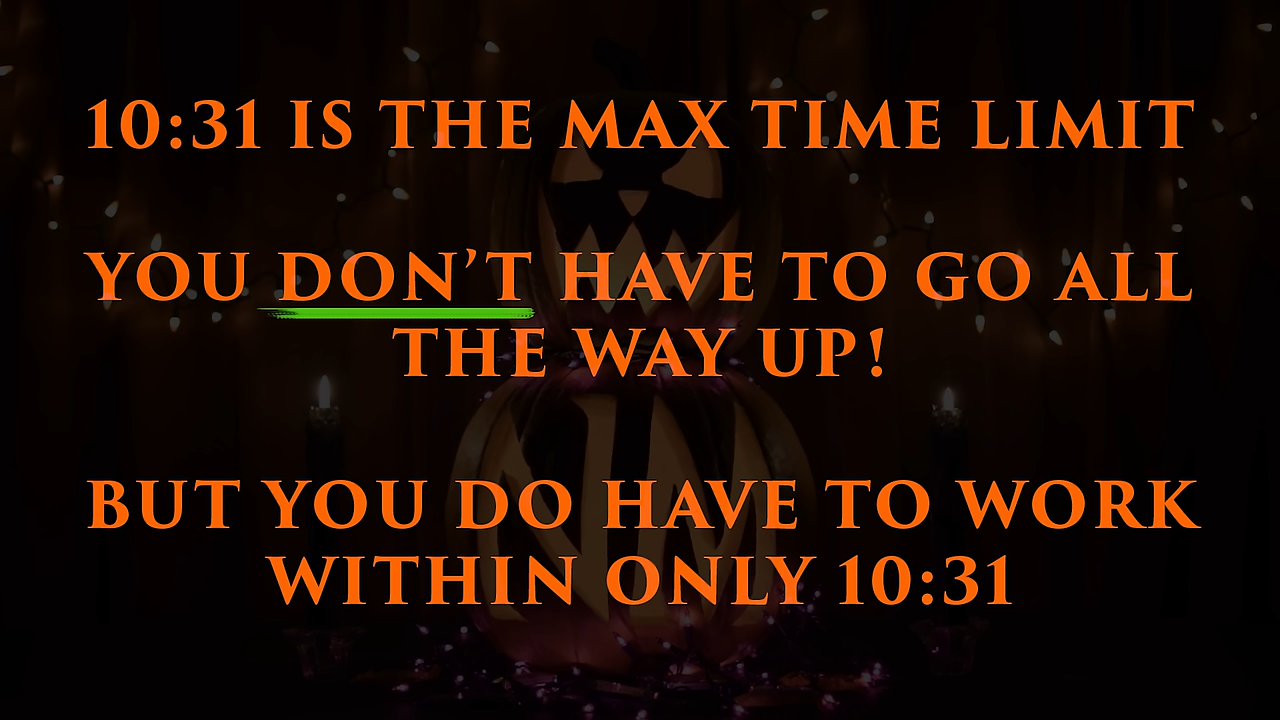 10:31 IS THE MAX TIME LIMIT
YOU DON’T HAVE TO GO ALL
THE WAY UP!
BUT YOU DO HAVE TO WORK
WITHIN ONLY 10:31